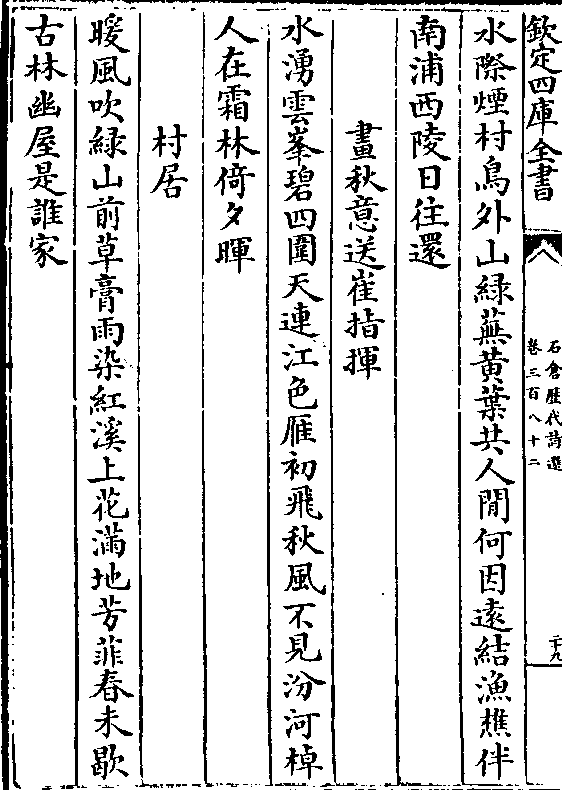 欽定四庫全書
石倉歷代詩選
卷三百八十二
二十九
水際煙村鳥外山緑蕪黄葉共人閒何因遠結漁樵伴
南浦西陵日往還
畫秋意送崔指揮
水湧雲峯碧四圍天連江色雁初飛秋風不見汾河棹
人在霜林倚夕暉
村居
暖風吹緑山前草膏雨染紅溪上花滿地芳菲春未歇
古林幽屋是誰家